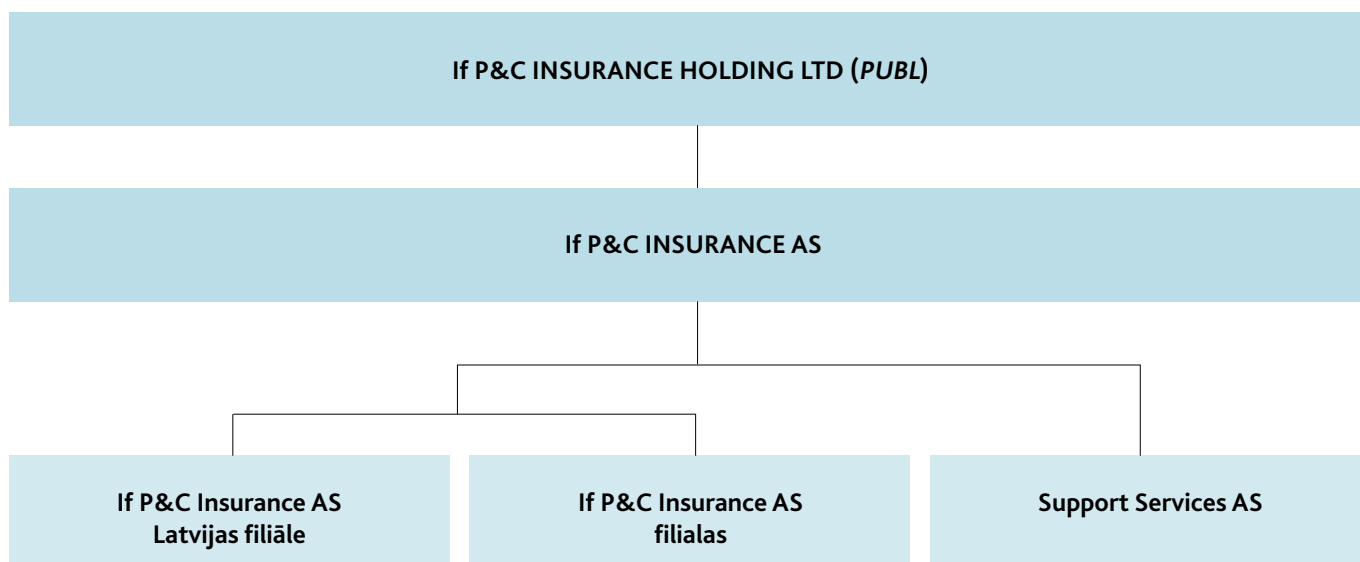 If P&C INSURANCE HOLDING LTD (PUBL)
If P&C INSURANCE AS
If P&C Insurance AS
Latvijas filiāle
If P&C Insurance AS
filialas
Support Services AS